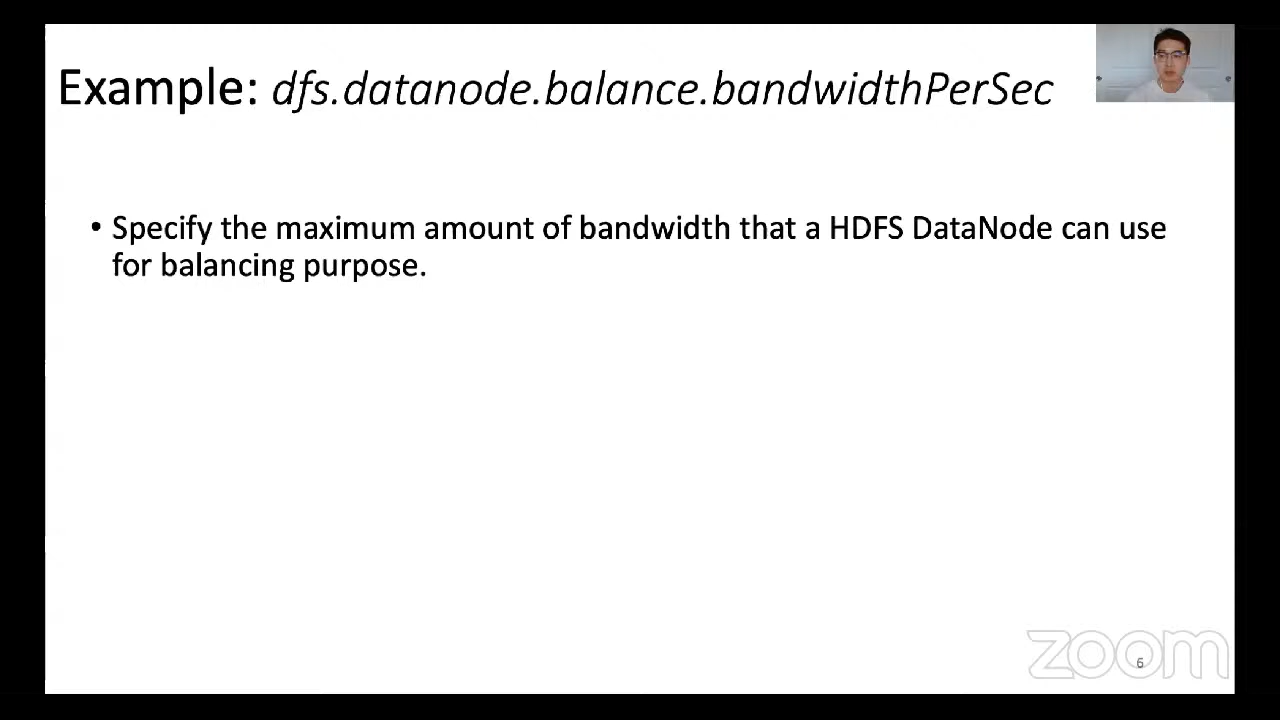 Example: dfs.datanode.balance.bandwidthPerSec
• Specify the maximum amount of bandwidth that a HDFS DataNode can use
for balancing purpose.
zoom
6